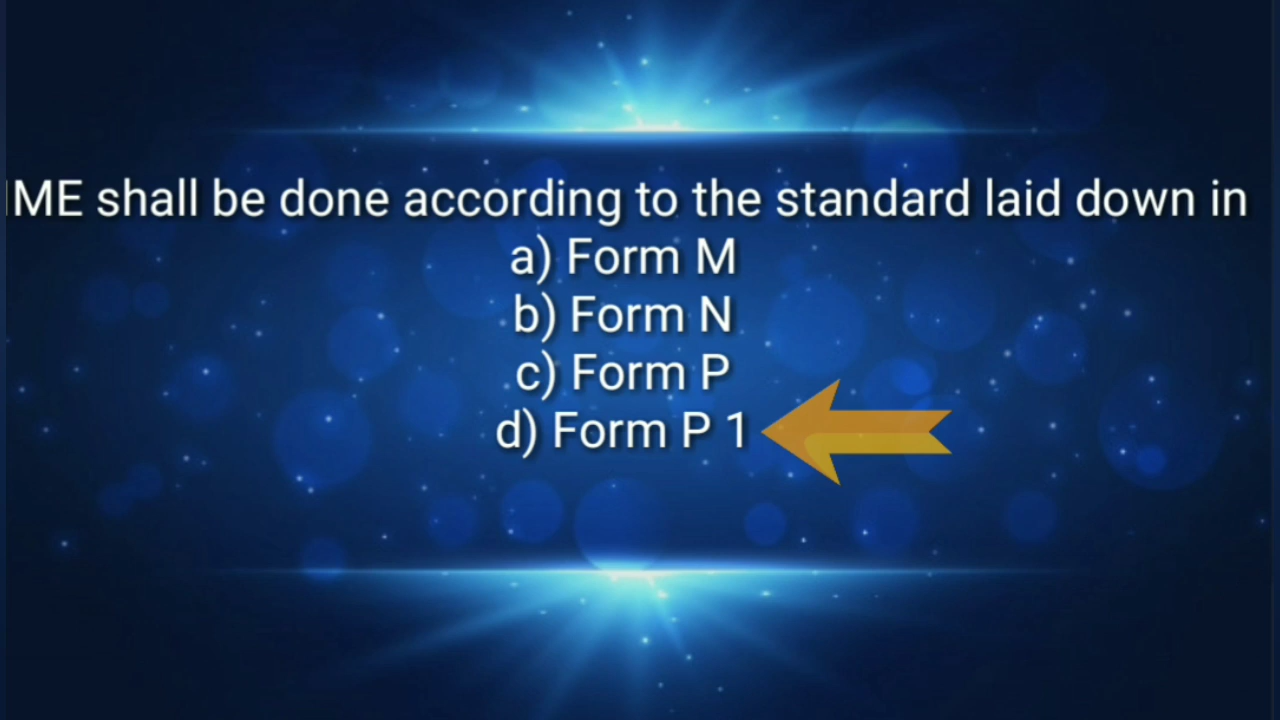 IME shall be done according to the standard laid down in
a) Form M
b) Form N
c) Form P
d) Form P 1